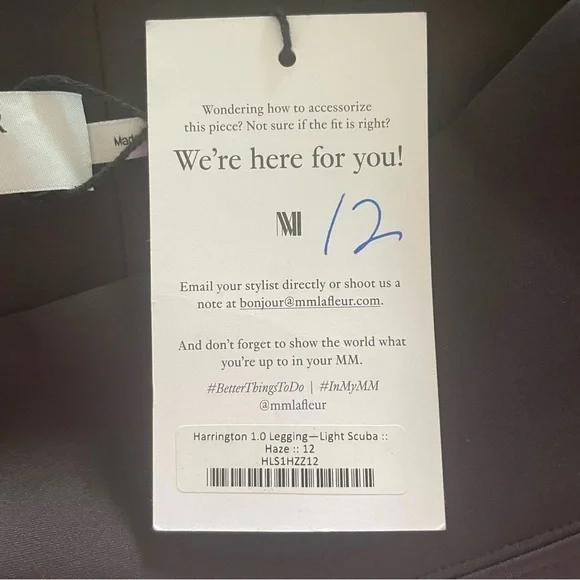 Wondering how to accessorize
this piece? Not sure if the fit is right?
We're here for you!
MM
12
Email your stylist directly or shoot us a
note at bonjour@mmlafleur.com.
And don't forget to show the world what
you're up to in your MM.
#BetterThingsToDo | #InMyMM
@mmlafleur
Harrington 1.0 Legging—Light Scuba ::
Haze :: 12
HLS1HZZ12
R
Mad